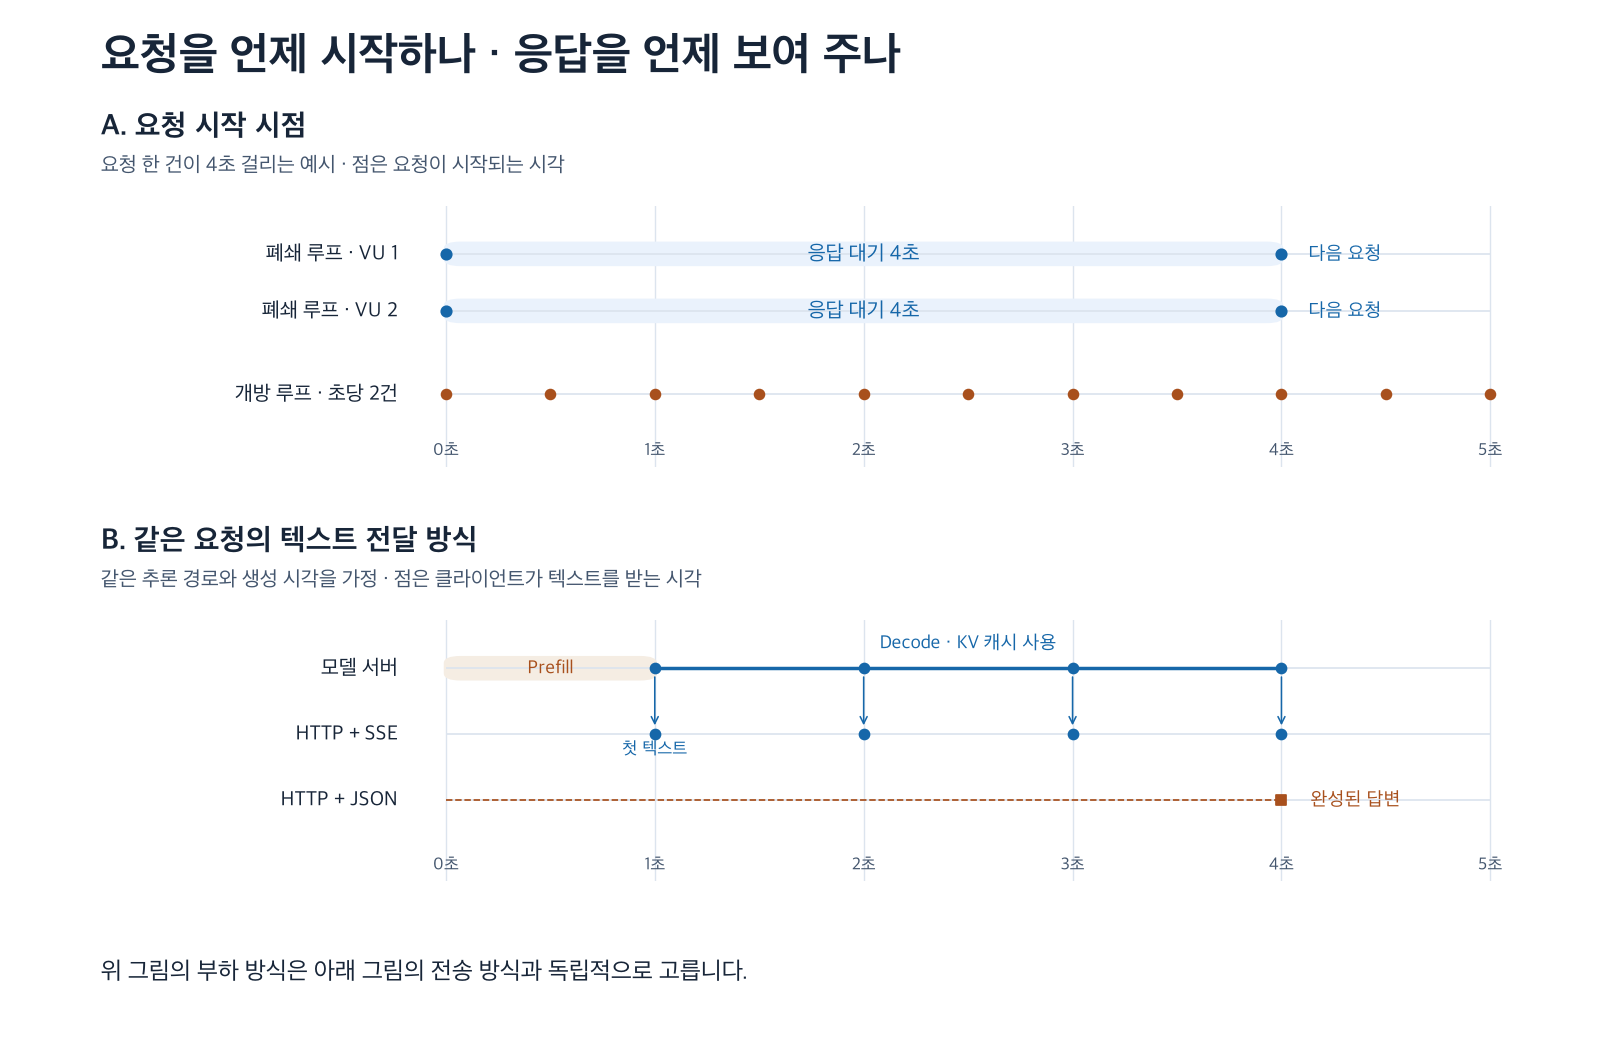 요청을 언제 시작하나 · 응답을 언제 보여 주나
A. 요청 시작 시점
요청 한 건이 4초 걸리는 예시 · 점은 요청이 시작되는 시각
폐쇄 루프 · VU 1
응답 대기 4초
다음 요청
폐쇄 루프 · VU 2
응답 대기 4초
다음 요청
개방 루프 · 초당 2건
0초 1초 2초 3초 4초 5초
B. 같은 요청의 텍스트 전달 방식
같은 추론 경로와 생성 시각을 가정 · 점은 클라이언트가 텍스트를 받는 시각
Decode · KV 캐시 사용
모델 서버
Prefill
HTTP + SSE
첫 텍스트
HTTP + JSON
완성된 답변
0초 1초 2초 3초 4초 5초
위 그림의 부하 방식은 아래 그림의 전송 방식과 독립적으로 고릅니다.